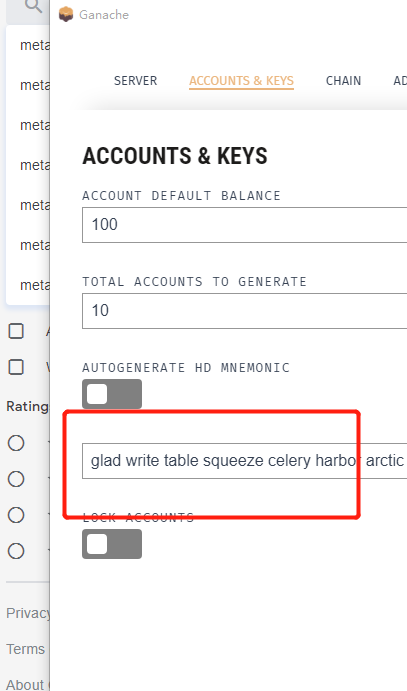 Ganache
meta
SERVER ACCOUNTS & KEYS CHAIN AD
meta
meta
ACCOUNTS & KEYS
meta
ACCOUNT DEFAULT BALANCE
meta
100
meta
meta
TOTAL ACCOUNTS TO GENERATE
10
AUTOGENERATE HD MNEMONIC
Rating
glad write table squeeze celery harbor arctic
LOCK ACCOUNTS
Privacy
Terms
About